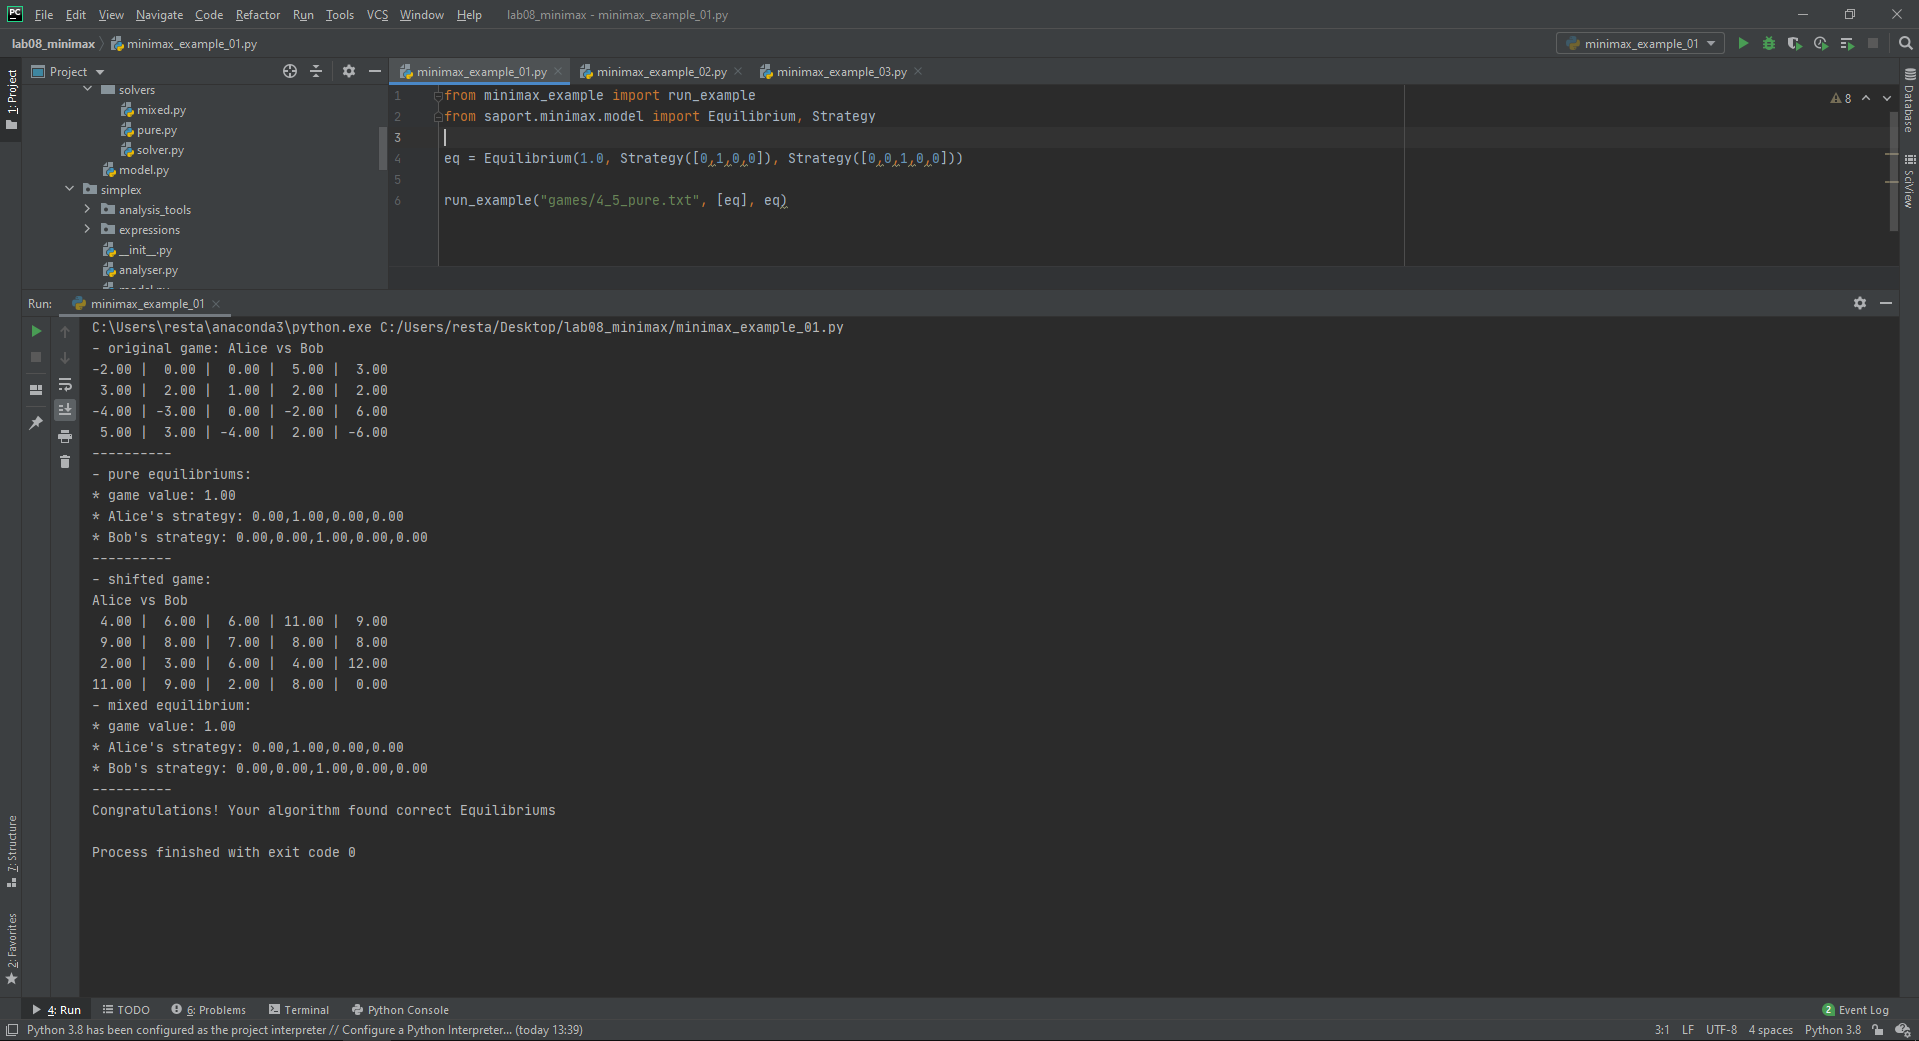 PC File Edit View Navigate Code Refactor Run Tools VCS Window Help lab08_minimax - minimax_example_01.py
lab08_minimax minimax_example_01.py minimax_example_01
1: Project
Project
solvers
mixed.py
pure.py
solver.py
model.py
simplex
analysis_tools
expressions
__init__.py
analyser.py
minimax_example_01.py minimax_example_02.py minimax_example_03.py
1 from minimax_example import run_example
2 from saport.minimax.model import Equilibrium, Strategy
3
4 eq = Equilibrium(1.0, Strategy([0,1,0,0]), Strategy([0,0,1,0,0]))
5
6 run_example("games/4_5_pure.txt", [eq], eq)
8
Database
SciView
Run: minimax_example_01
C:\Users\resta\anaconda3\python.exe C:/Users/resta/Desktop/lab08_minimax/minimax_example_01.py
- original game: Alice vs Bob
-2.00 |  0.00 |  0.00 |  5.00 |  3.00
 3.00 |  2.00 |  1.00 |  2.00 |  2.00
-4.00 | -3.00 |  0.00 | -2.00 |  6.00
 5.00 |  3.00 | -4.00 |  2.00 | -6.00
----------
- pure equilibriums:
* game value: 1.00
* Alice's strategy: 0.00,1.00,0.00,0.00
* Bob's strategy: 0.00,0.00,1.00,0.00,0.00
----------
- shifted game:
Alice vs Bob
 4.00 |  6.00 |  6.00 | 11.00 |  9.00
 9.00 |  8.00 |  7.00 |  8.00 |  8.00
 2.00 |  3.00 |  6.00 |  4.00 | 12.00
11.00 |  9.00 |  2.00 |  8.00 |  0.00
- mixed equilibrium:
* game value: 1.00
* Alice's strategy: 0.00,1.00,0.00,0.00
* Bob's strategy: 0.00,0.00,1.00,0.00,0.00
----------
Congratulations! Your algorithm found correct Equilibriums
Process finished with exit code 0
7: Structure
2: Favorites
4: Run TODO 6: Problems Terminal Python Console 2 Event Log
Python 3.8 has been configured as the project interpreter // Configure a Python Interpreter... (today 13:39) 3:1 LF UTF-8 4 spaces Python 3.8